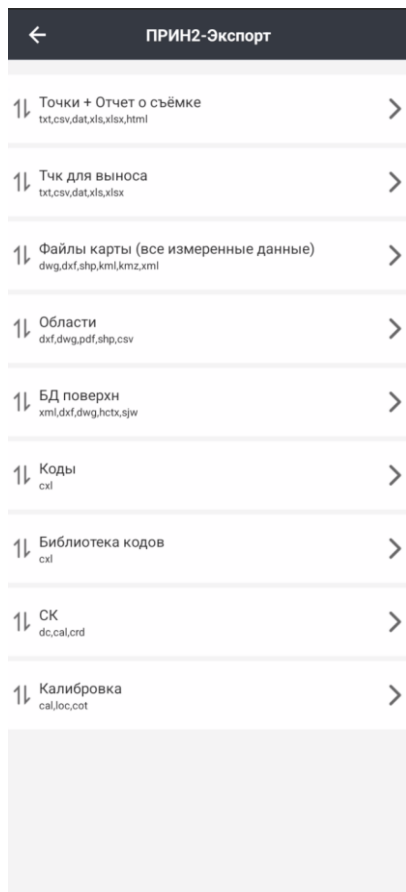 ПРИН2-Экспорт
Точки + Отчет о съёмке
txt,csv,dat,xls,xlsx,html
Тчк для выноса
txt,csv,dat,xls,xlsx
Файлы карты (все измеренные данные)
dwg,dxf,shp,kml,kmz,xml
Области
dxf,dwg,pdf,shp,csv
БД поверхн
xml,dxf,dwg,hctx,sjw
Коды
cxl
Библиотека кодов
cxl
СК
dc,cal,crd
Калибровка
cal,loc,cot